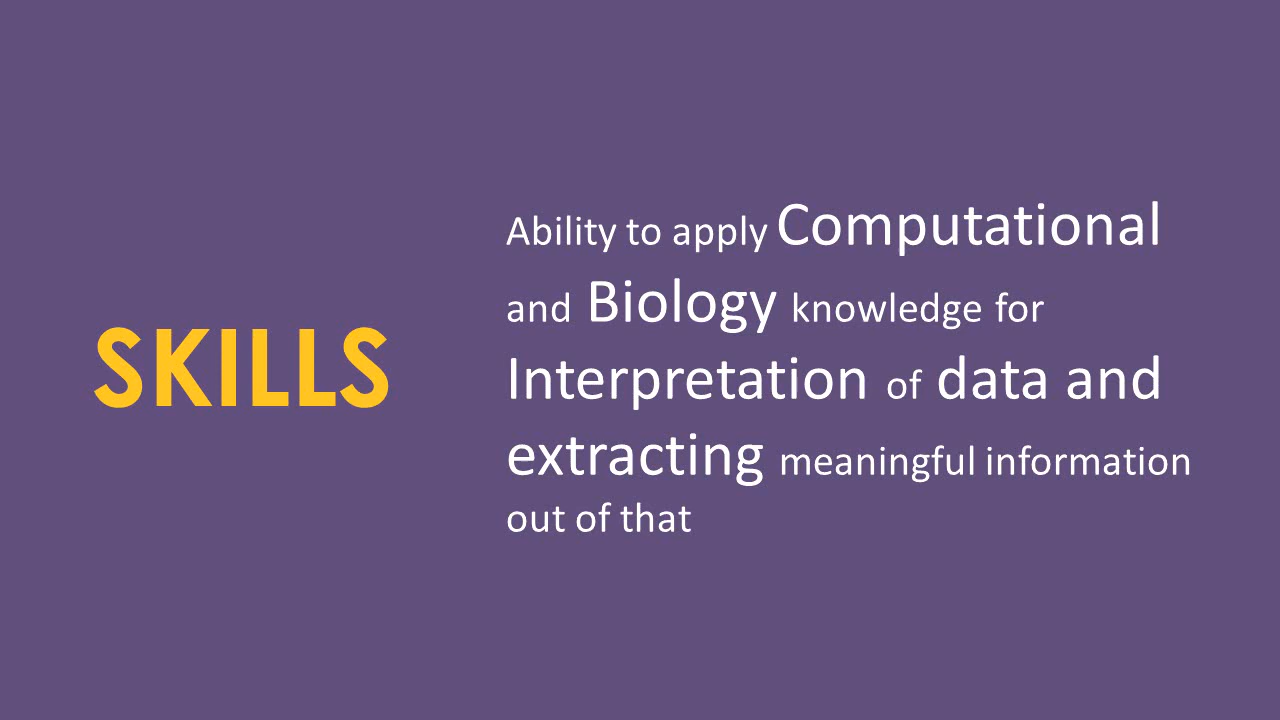 SKILLS
Ability to apply Computational
and Biology knowledge for
Interpretation of data and
extracting meaningful information
out of that